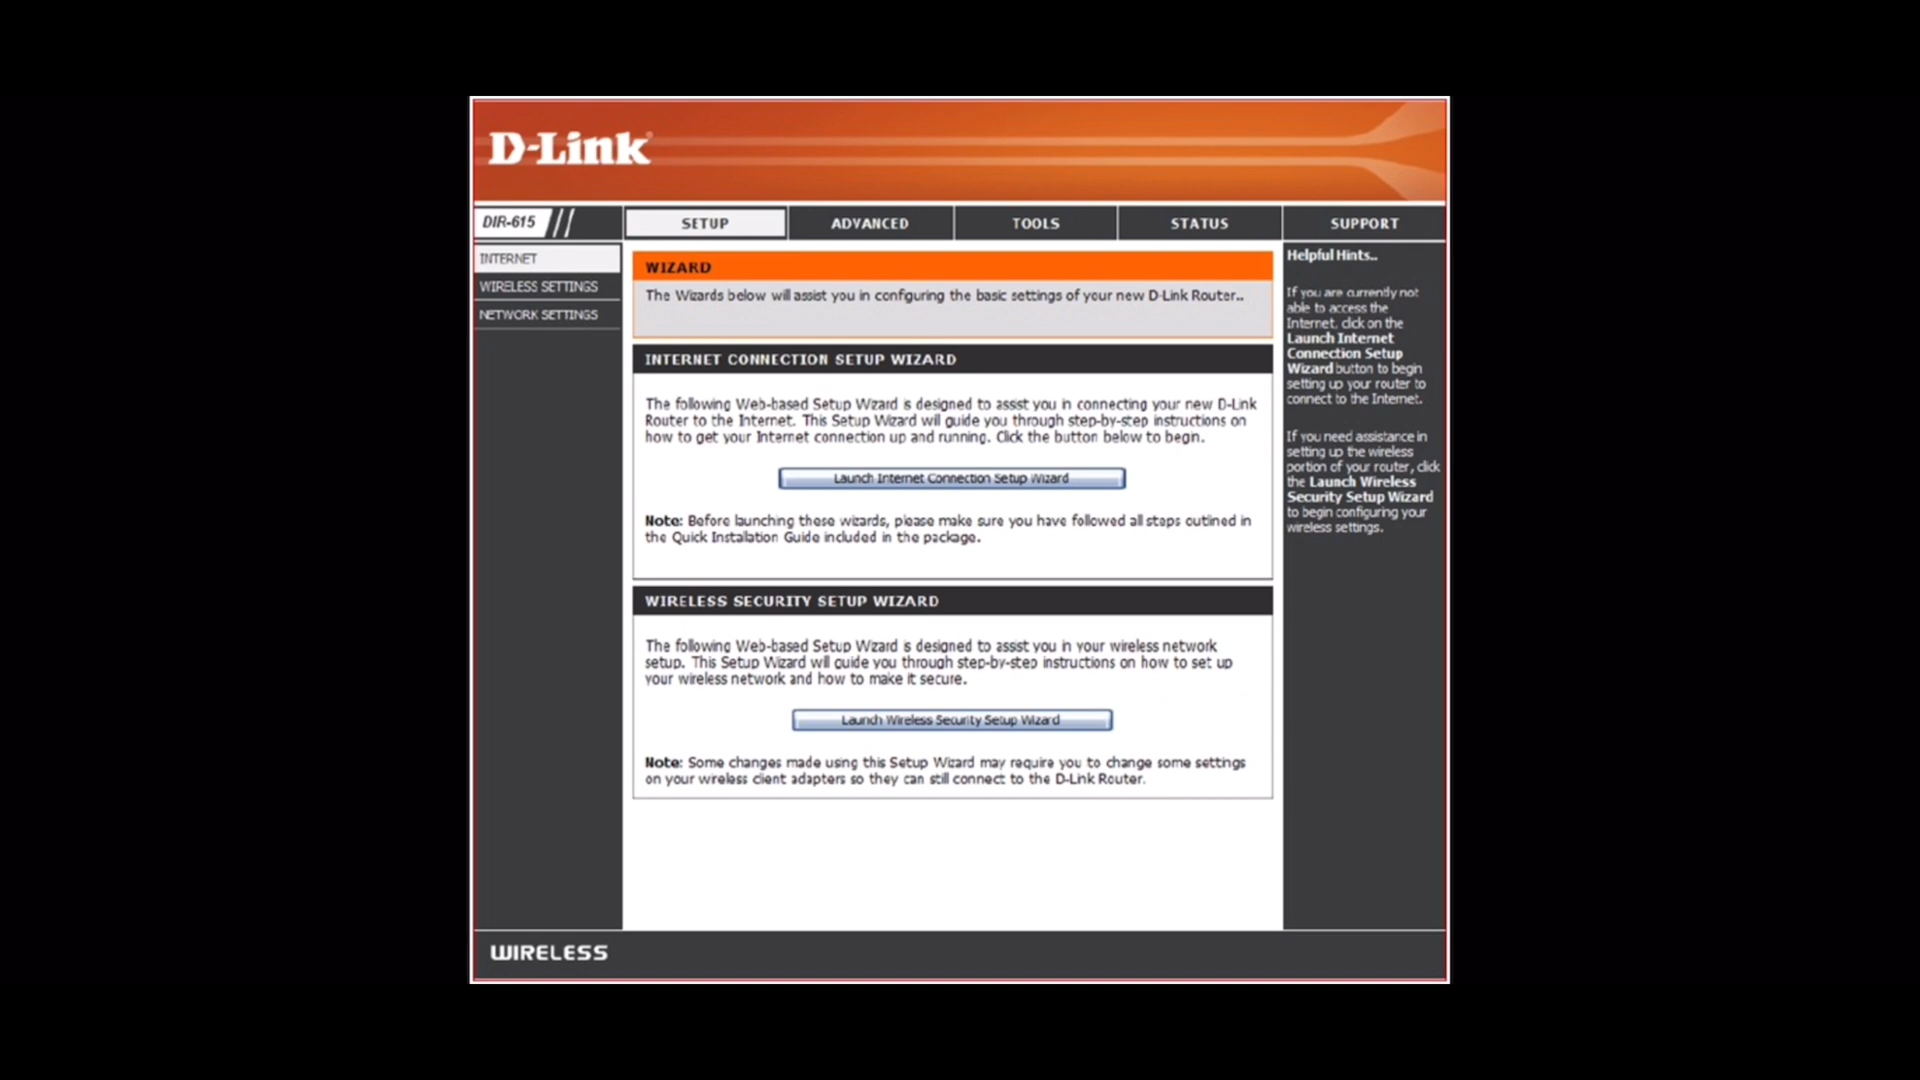 D-Link
DIR-615
SETUP
ADVANCED
TOOLS
STATUS
SUPPORT
INTERNET
WIRELESS SETTINGS
NETWORK SETTINGS
WIZARD
The Wizards below will assist you in configuring the basic settings of your new D-Link Router..
INTERNET CONNECTION SETUP WIZARD
The following Web-based Setup Wizard is designed to assist you in connecting your new D-Link
Router to the Internet. This Setup Wizard will guide you through step-by-step instructions on
how to get your Internet connection up and running. Click the button below to begin.
Launch Internet Connection Setup Wizard
Note: Before launching these wizards, please make sure you have followed all steps outlined in
the Quick Installation Guide included in the package.
WIRELESS SECURITY SETUP WIZARD
The following Web-based Setup Wizard is designed to assist you in your wireless network
setup. This Setup Wizard will guide you through step-by-step instructions on how to set up
your wireless network and how to make it secure.
Launch Wireless Security Setup Wizard
Note: Some changes made using this Setup Wizard may require you to change some settings
on your wireless client adapters so they can still connect to the D-Link Router.
Helpful Hints..
If you are currently not
able to access the
Internet, click on the
Launch Internet
Connection Setup
Wizard button to begin
setting up your router to
connect to the Internet.
If you need assistance in
setting up the wireless
portion of your router, click
the Launch Wireless
Security Setup Wizard
to begin configuring your
wireless settings.
WIRELESS